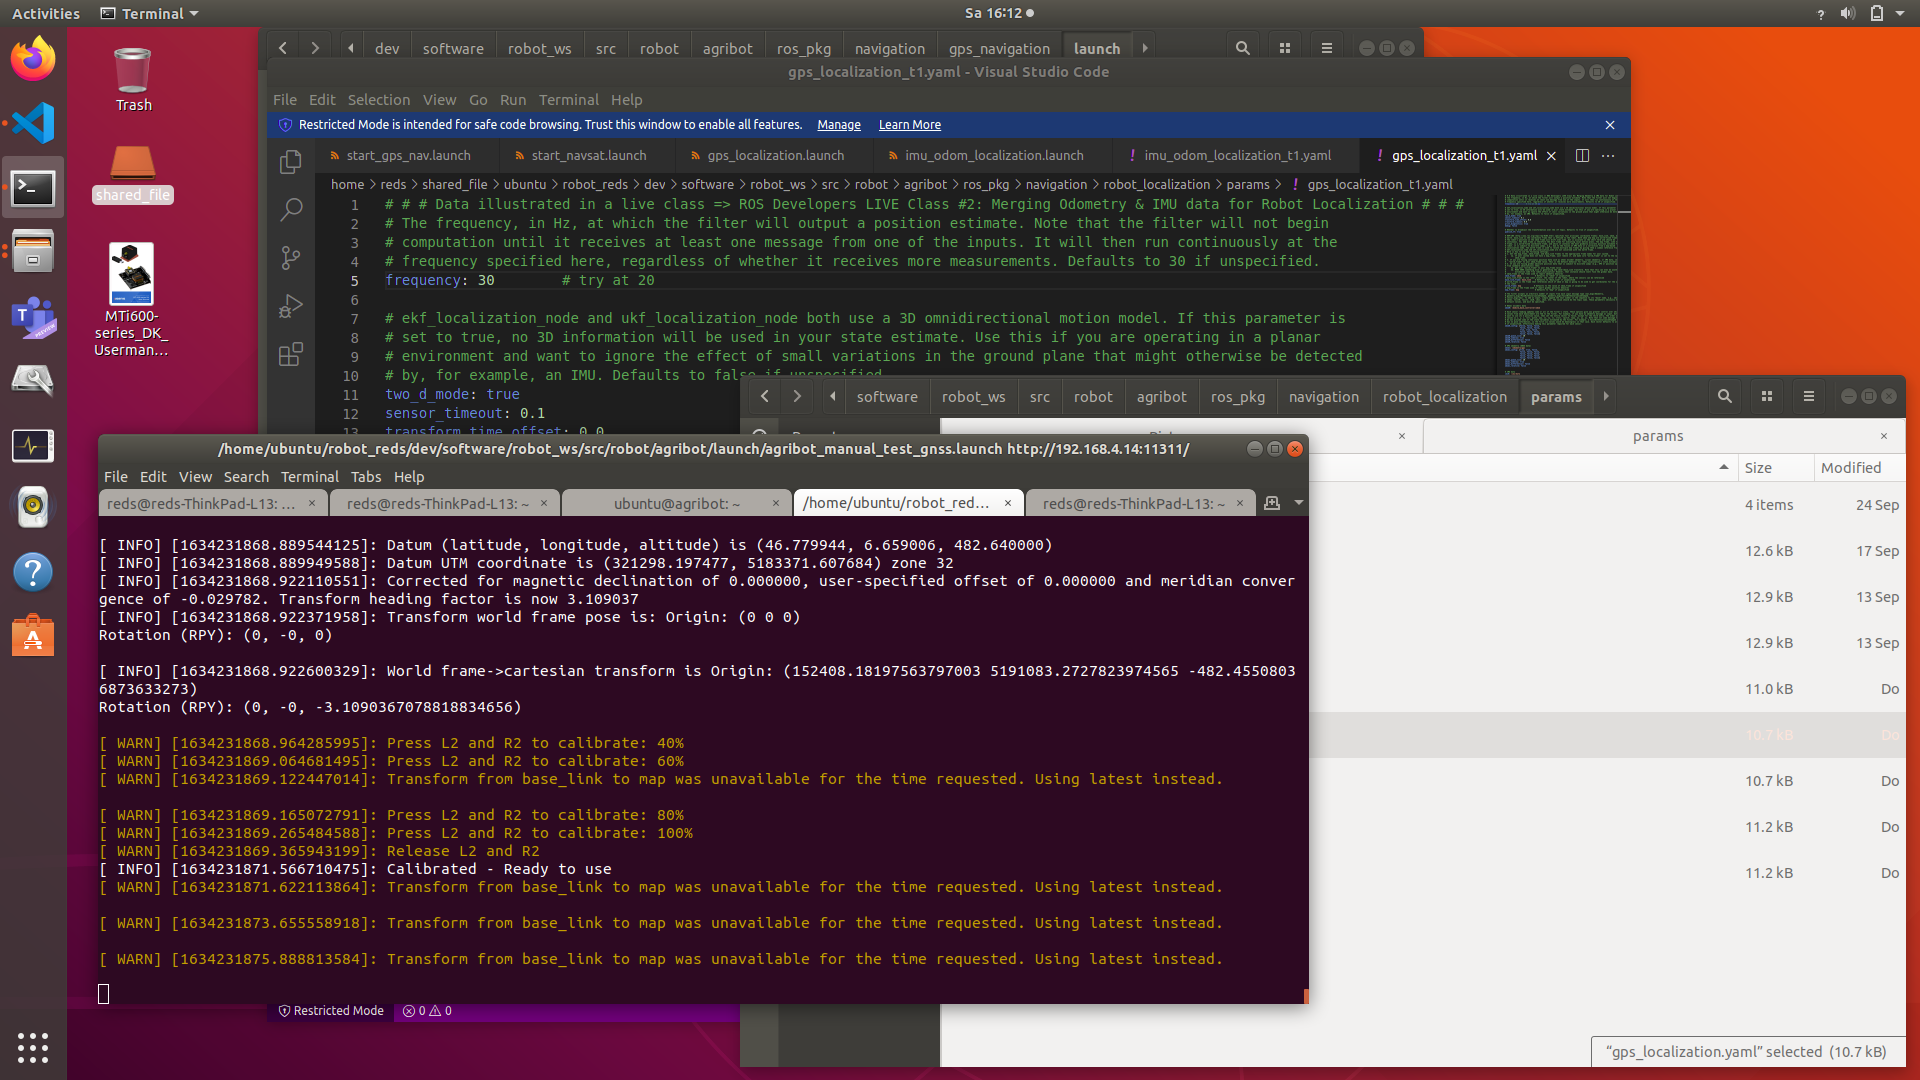 Activities
Terminal
Sa 16:12
Trash
shared_file
MTi600-
series_DK_
Userman…
dev
software
robot_ws
src
robot
agribot
ros_pkg
navigation
gps_navigation
launch
gps_localization_t1.yaml - Visual Studio Code
File Edit Selection View Go Run Terminal Help
Restricted Mode is intended for safe code browsing. Trust this window to enable all features. Manage Learn More
start_gps_nav.launch
start_navsat.launch
gps_localization.launch
imu_odom_localization.launch
! imu_odom_localization_t1.yaml
! gps_localization_t1.yaml
home > reds > shared_file > ubuntu > robot_reds > dev > software > robot_ws > src > robot > agribot > ros_pkg > navigation > robot_localization > params > ! gps_localization_t1.yaml
1 # # # Data illustrated in a live class => ROS Developers LIVE Class #2: Merging Odometry & IMU data for Robot Localization # # #
2 # The frequency, in Hz, at which the filter will output a position estimate. Note that the filter will not begin
3 # computation until it receives at least one message from one of the inputs. It will then run continuously at the
4 # frequency specified here, regardless of whether it receives more measurements. Defaults to 30 if unspecified.
5 frequency: 30 # try at 20
6
7 # ekf_localization_node and ukf_localization_node both use a 3D omnidirectional motion model. If this parameter is
8 # set to true, no 3D information will be used in your state estimate. Use this if you are operating in a planar
9 # environment and want to ignore the effect of small variations in the ground plane that might otherwise be detected
10 # by, for example, an IMU. Defaults to false if unspecified.
11 two_d_mode: true
12 sensor_timeout: 0.1
13 transform_time_offset: 0.0
software
robot_ws
src
robot
agribot
ros_pkg
navigation
robot_localization
params
params
Size
Modified
4 items 24 Sep
12.6 kB 17 Sep
12.9 kB 13 Sep
12.9 kB 13 Sep
11.0 kB Do
10.7 kB Do
10.7 kB Do
11.2 kB Do
11.2 kB Do
"gps_localization.yaml" selected (10.7 kB)
/home/ubuntu/robot_reds/dev/software/robot_ws/src/robot/agribot/launch/agribot_manual_test_gnss.launch http://192.168.4.14:11311/
File Edit View Search Terminal Tabs Help
reds@reds-ThinkPad-L13: …
reds@reds-ThinkPad-L13: ~
ubuntu@agribot: ~
/home/ubuntu/robot_red…
reds@reds-ThinkPad-L13: ~
[ INFO] [1634231868.889544125]: Datum (latitude, longitude, altitude) is (46.779944, 6.659006, 482.640000)
[ INFO] [1634231868.889949588]: Datum UTM coordinate is (321298.197477, 5183371.607684) zone 32
[ INFO] [1634231868.922110551]: Corrected for magnetic declination of 0.000000, user-specified offset of 0.000000 and meridian conver
gence of -0.029782. Transform heading factor is now 3.109037
[ INFO] [1634231868.922371958]: Transform world frame pose is: Origin: (0 0 0)
Rotation (RPY): (0, -0, 0)
[ INFO] [1634231868.922600329]: World frame->cartesian transform is Origin: (152408.18197563797003 5191083.2727823974565 -482.4550803
6873633273)
Rotation (RPY): (0, -0, -3.1090367078818834656)
[ WARN] [1634231868.964285995]: Press L2 and R2 to calibrate: 40%
[ WARN] [1634231869.064681495]: Press L2 and R2 to calibrate: 60%
[ WARN] [1634231869.122447014]: Transform from base_link to map was unavailable for the time requested. Using latest instead.
[ WARN] [1634231869.165072791]: Press L2 and R2 to calibrate: 80%
[ WARN] [1634231869.265484588]: Press L2 and R2 to calibrate: 100%
[ WARN] [1634231869.365943199]: Release L2 and R2
[ INFO] [1634231871.566710475]: Calibrated - Ready to use
[ WARN] [1634231871.622113864]: Transform from base_link to map was unavailable for the time requested. Using latest instead.
[ WARN] [1634231873.655558918]: Transform from base_link to map was unavailable for the time requested. Using latest instead.
[ WARN] [1634231875.888813584]: Transform from base_link to map was unavailable for the time requested. Using latest instead.
Restricted Mode
0
0